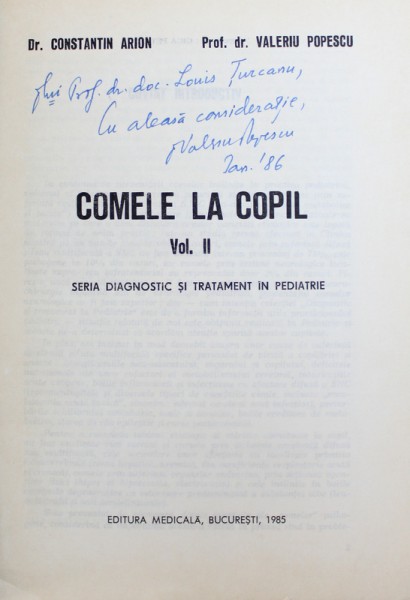 Dr. CONSTANTIN ARION Prof. dr. VALERIU POPESCU
Lui Prof. dr. doc. Louis Țurcanu,
Cu aleasă considerație,
Valeriu Popescu
Ian. '86
COMELE LA COPIL
Vol. II
SERIA DIAGNOSTIC ȘI TRATAMENT ÎN PEDIATRIE
EDITURA MEDICALĂ, BUCUREȘTI, 1985